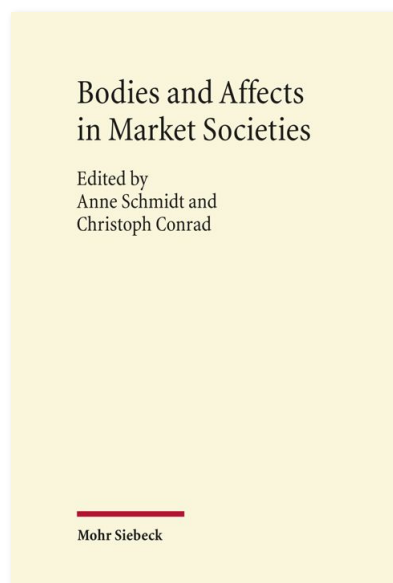 Bodies and Affects
in Market Societies
Edited by
Anne Schmidt and
Christoph Conrad
Mohr Siebeck